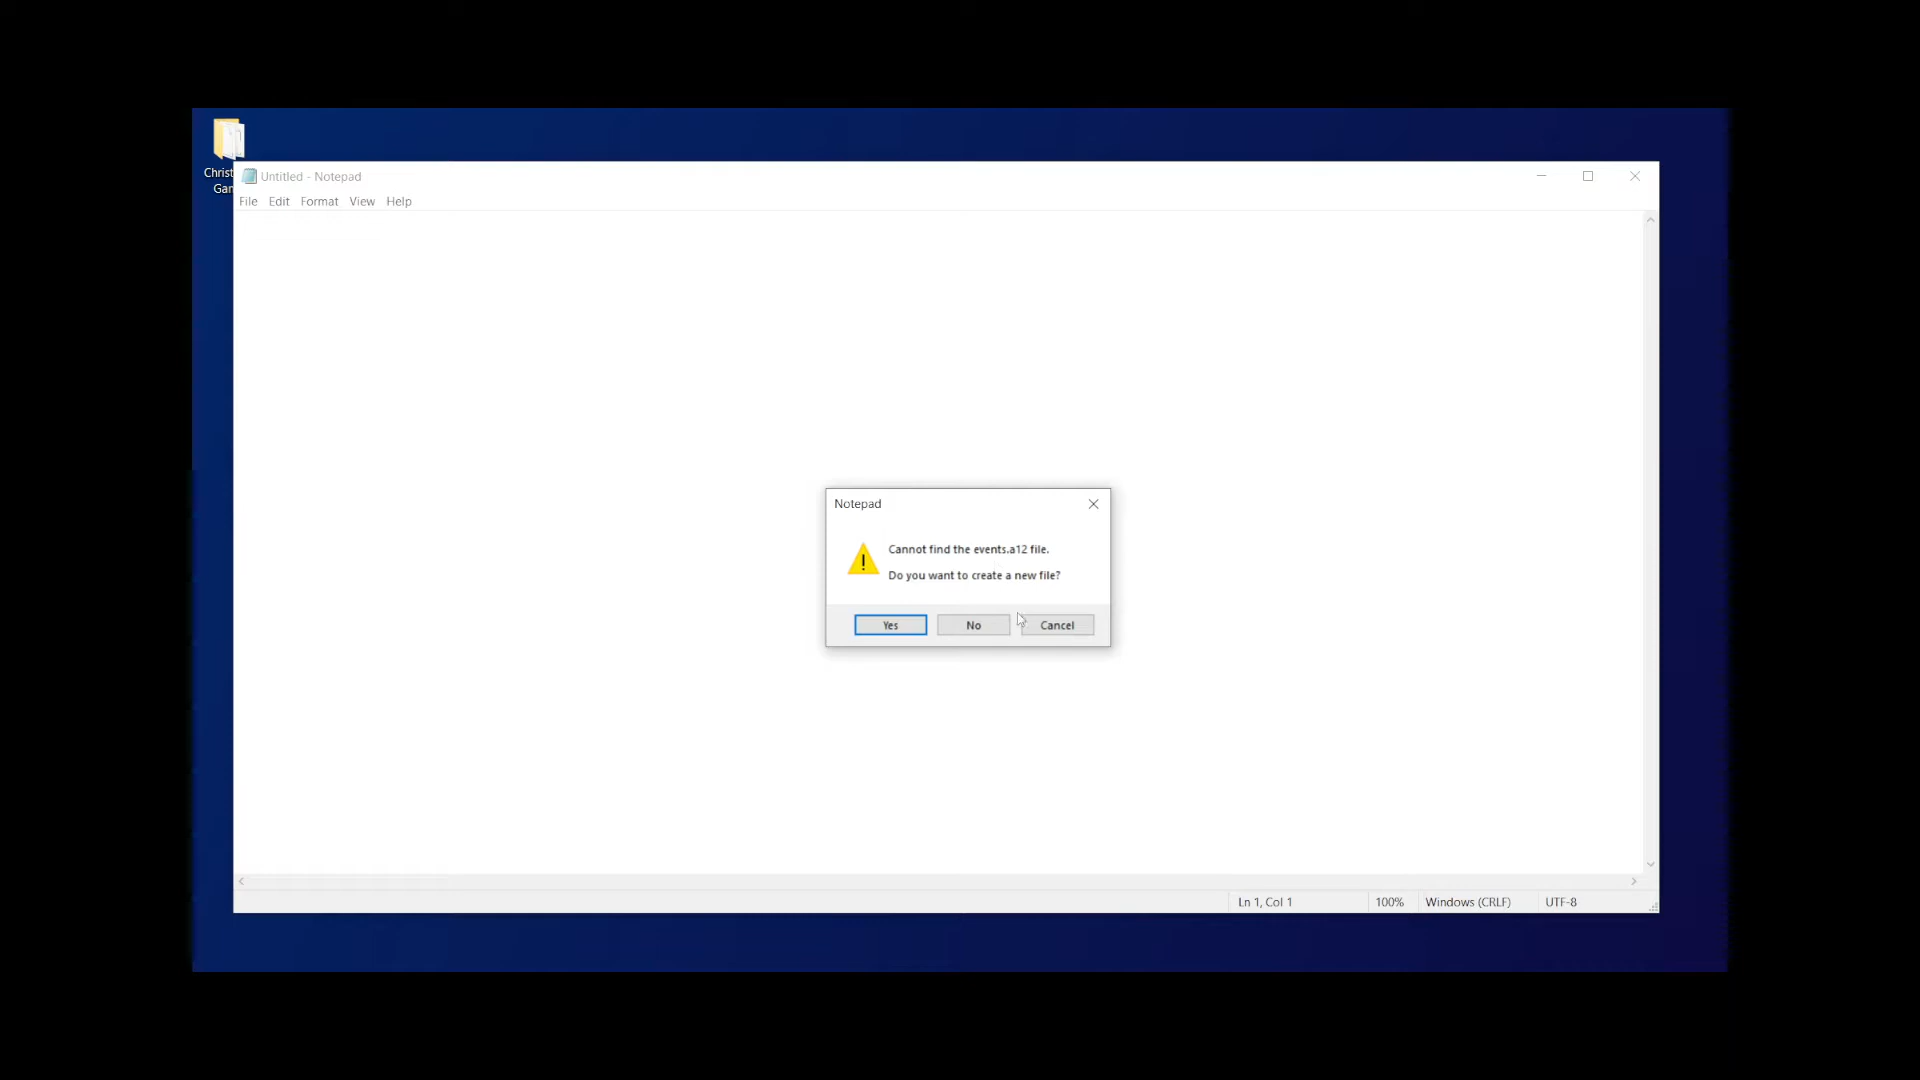 Christ
Gam
Untitled - Notepad
File Edit Format View Help
Notepad
Cannot find the events.a12 file.
Do you want to create a new file?
Yes No Cancel
Ln 1, Col 1 100% Windows (CRLF) UTF-8